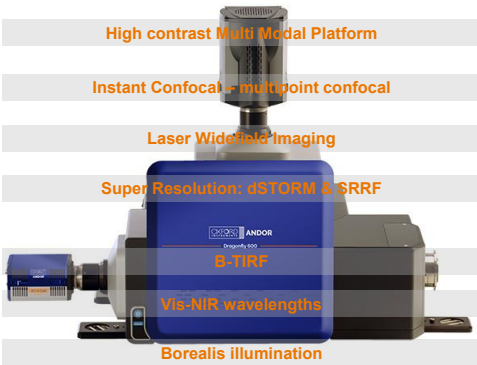 High contrast Multi Modal Platform
Instant Confocal – multipoint confocal
Laser Widefield Imaging
Super Resolution: dSTORM & SRRF
OXFORD INSTRUMENTS ANDOR
Dragonfly 600
B-TIRF
Vis-NIR wavelengths
Borealis illumination